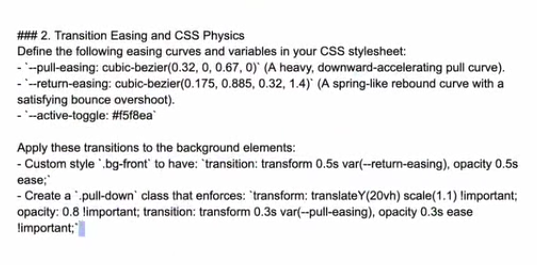 ### 2. Transition Easing and CSS Physics
Define the following easing curves and variables in your CSS stylesheet:
- `--pull-easing: cubic-bezier(0.32, 0, 0.67, 0)` (A heavy, downward-accelerating pull curve).
- `--return-easing: cubic-bezier(0.175, 0.885, 0.32, 1.4)` (A spring-like rebound curve with a
satisfying bounce overshoot).
- `--active-toggle: #f5f8ea`
Apply these transitions to the background elements:
- Custom style `.bg-front` to have: `transition: transform 0.5s var(--return-easing), opacity 0.5s
ease;`
- Create a `.pull-down` class that enforces: `transform: translateY(20vh) scale(1.1) !important;
opacity: 0.8 !important; transition: transform 0.3s var(--pull-easing), opacity 0.3s ease
!important;`